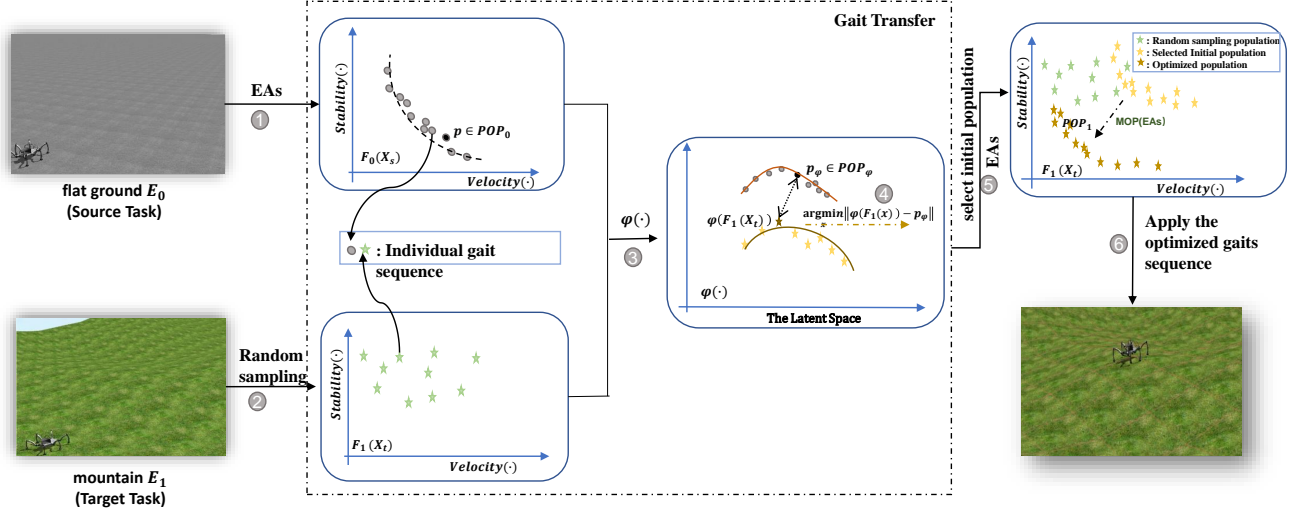 Gait Transfer
EAs
1
flat ground E₀
(Source Task)
Stability(·)
p ∈ POP₀
F₀(Xₛ)
Velocity(·)
: Individual gait
sequence
mountain E₁
(Target Task)
Random
sampling
2
Stability(·)
F₁(Xₜ)
Velocity(·)
φ(·)
3
p_φ ∈ POP_φ
4
φ(F₁(Xₜ))
argmin‖φ(F₁(x)) − p_φ‖
φ(·)
The Latent Space
select initial population
EAs
5
: Random sampling population
: Selected Initial population
: Optimized population
Stability(·)
POP₁
MOP(EAs)
F₁(Xₜ)
Velocity(·)
6
Apply the
optimized gaits
sequence